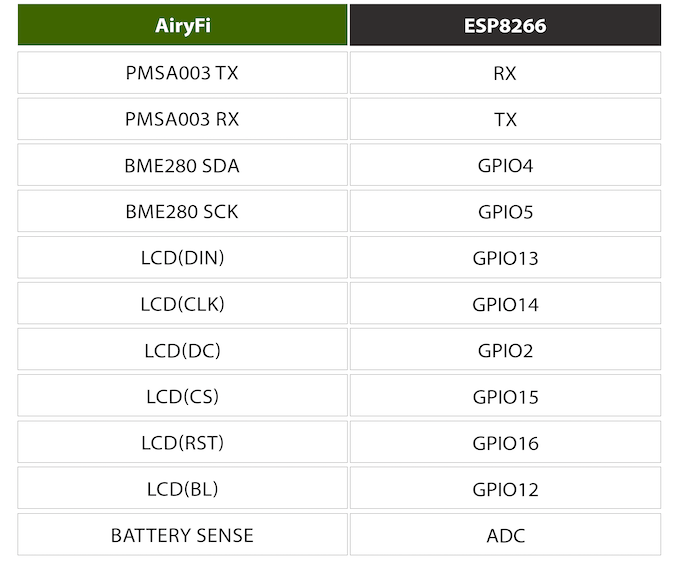 AiryFi ESP8266
PMSA003 TX RX
PMSA003 RX TX
BME280 SDA GPIO4
BME280 SCK GPIO5
LCD(DIN) GPIO13
LCD(CLK) GPIO14
LCD(DC) GPIO2
LCD(CS) GPIO15
LCD(RST) GPIO16
LCD(BL) GPIO12
BATTERY SENSE ADC